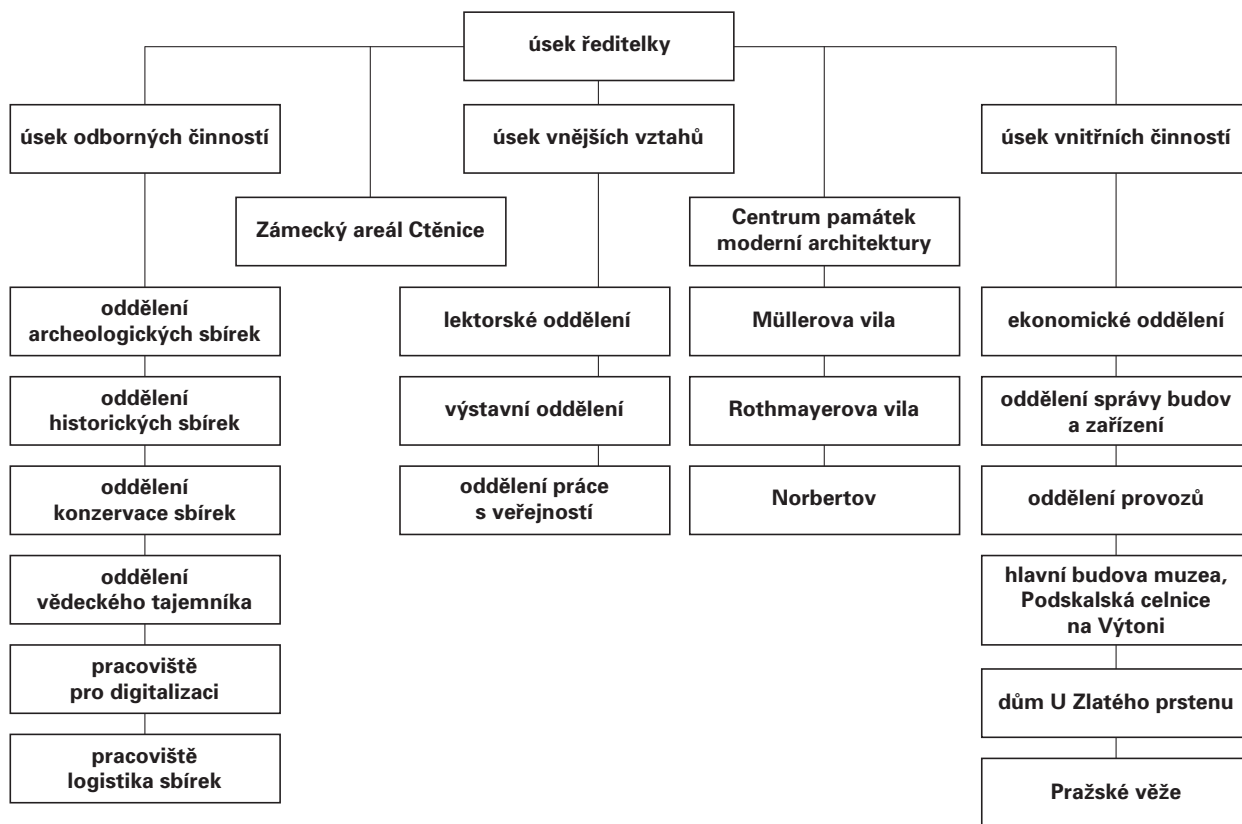 úsek ředitelky
úsek odborných činností
úsek vnějších vztahů
úsek vnitřních činností
Zámecký areál Ctěnice
Centrum památek
moderní architektury
oddělení
archeologických sbírek
lektorské oddělení
Müllerova vila
ekonomické oddělení
oddělení
historických sbírek
výstavní oddělení
Rothmayerova vila
oddělení správy budov
a zařízení
oddělení
konzervace sbírek
oddělení práce
s veřejností
Norbertov
oddělení provozů
oddělení
vědeckého tajemníka
hlavní budova muzea,
Podskalská celnice
na Výtoni
pracoviště
pro digitalizaci
dům U Zlatého prstenu
pracoviště
logistika sbírek
Pražské věže